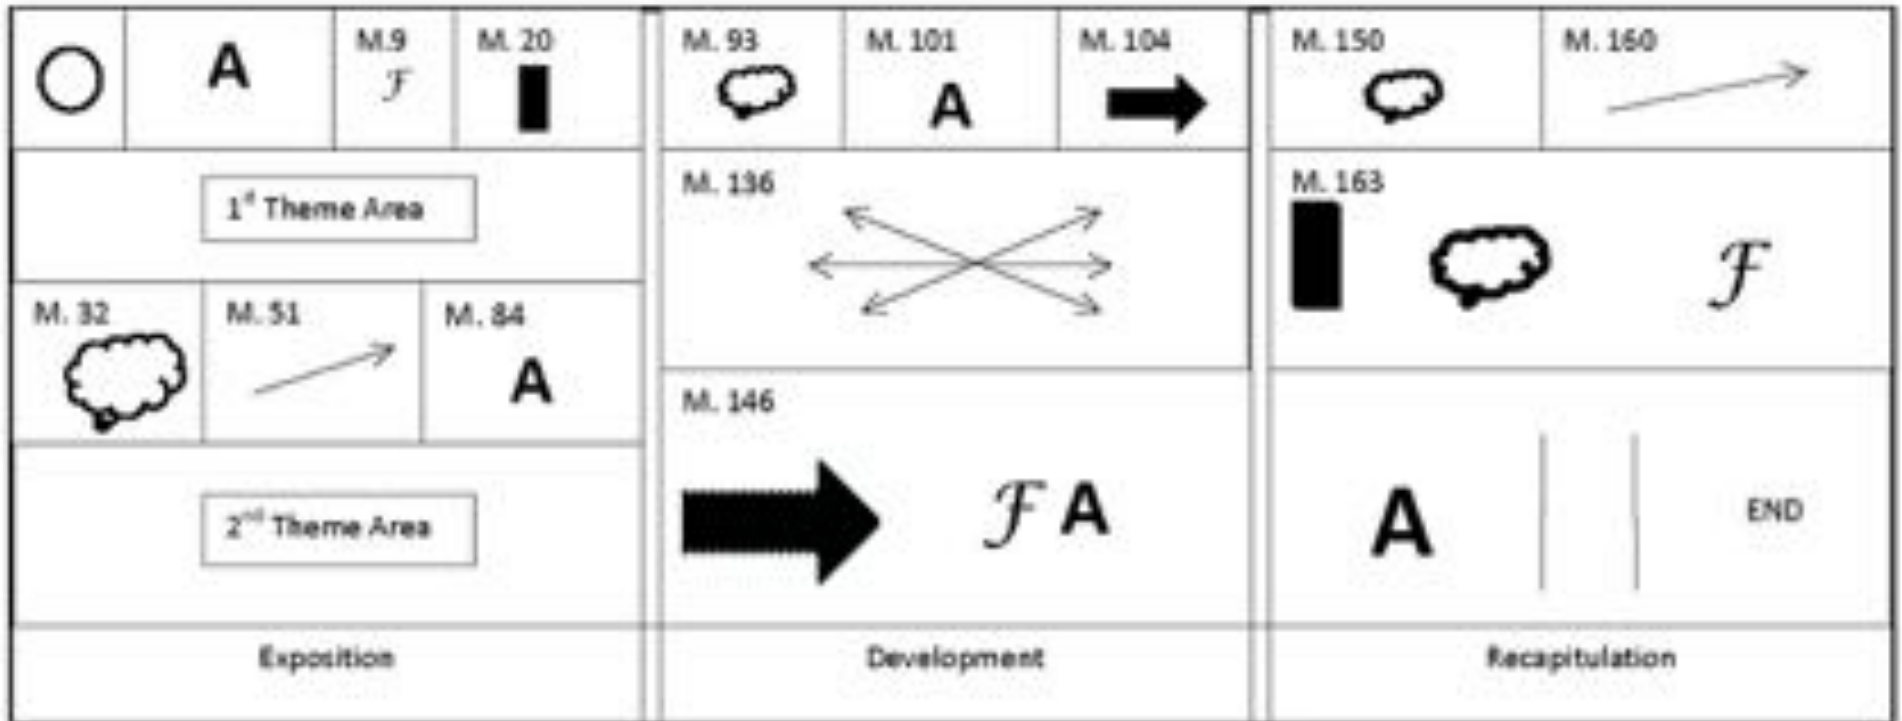 A
M.9
ℱ
M. 20
1st Theme Area
M. 32
M. 51
M. 84
A
2nd Theme Area
Exposition
M. 93
M. 101
A
M. 104
M. 136
M. 146
ℱ A
Development
M. 150
M. 160
M. 163
ℱ
A
END
Recapitulation